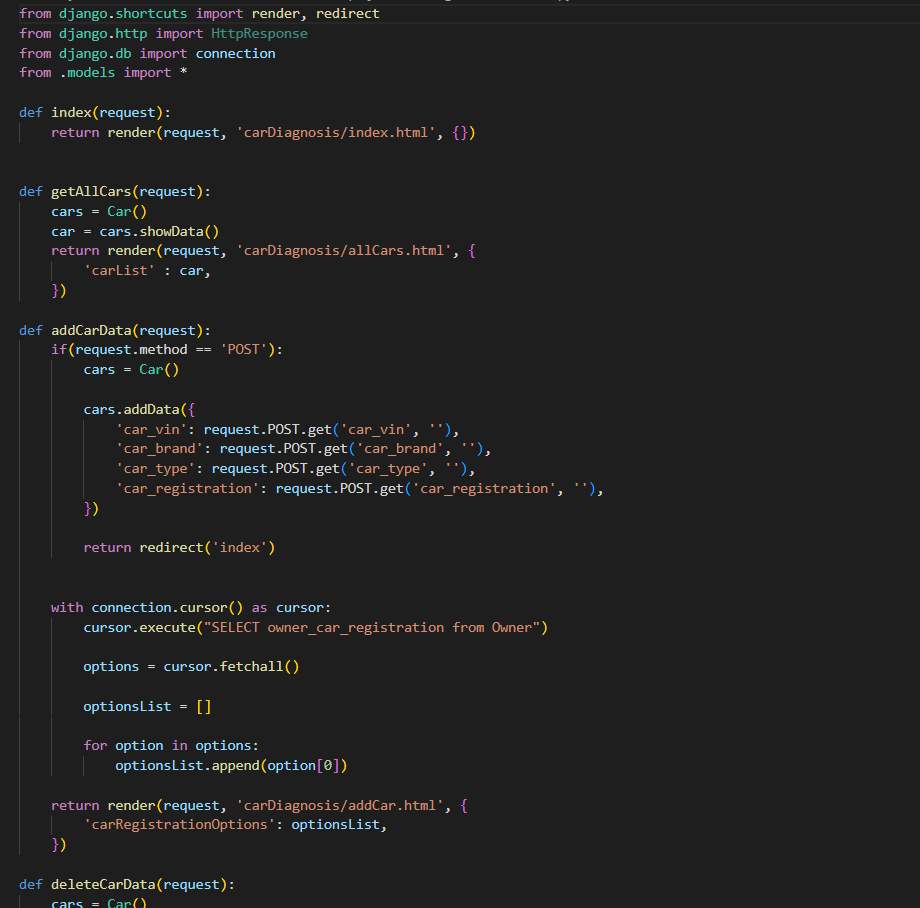 from django.shortcuts import render, redirect
from django.http import HttpResponse
from django.db import connection
from .models import *
def index(request):
    return render(request, 'carDiagnosis/index.html', {})
def getAllCars(request):
    cars = Car()
    car = cars.showData()
    return render(request, 'carDiagnosis/allCars.html', {
        'carList' : car,
    })
def addCarData(request):
    if(request.method == 'POST'):
        cars = Car()
        cars.addData({
            'car_vin': request.POST.get('car_vin', ''),
            'car_brand': request.POST.get('car_brand', ''),
            'car_type': request.POST.get('car_type', ''),
            'car_registration': request.POST.get('car_registration', ''),
        })
        return redirect('index')
    with connection.cursor() as cursor:
        cursor.execute("SELECT owner_car_registration from Owner")
        options = cursor.fetchall()
        optionsList = []
        for option in options:
            optionsList.append(option[0])
    return render(request, 'carDiagnosis/addCar.html', {
        'carRegistrationOptions': optionsList,
    })
def deleteCarData(request):
    cars = Car()